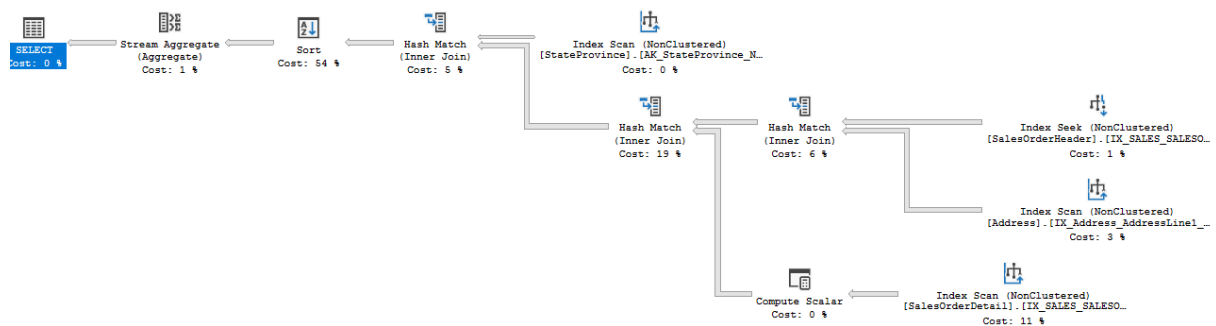 SELECT
Cost: 0 %
Stream Aggregate
(Aggregate)
Cost: 1 %
Sort
Cost: 54 %
Hash Match
(Inner Join)
Cost: 5 %
Index Scan (NonClustered)
[StateProvince].[AK_StateProvince_N…
Cost: 0 %
Hash Match
(Inner Join)
Cost: 19 %
Hash Match
(Inner Join)
Cost: 6 %
Index Seek (NonClustered)
[SalesOrderHeader].[IX_SALES_SALESO…
Cost: 1 %
Index Scan (NonClustered)
[Address].[IX_Address_AddressLine1_…
Cost: 3 %
Compute Scalar
Cost: 0 %
Index Scan (NonClustered)
[SalesOrderDetail].[IX_SALES_SALESO…
Cost: 11 %